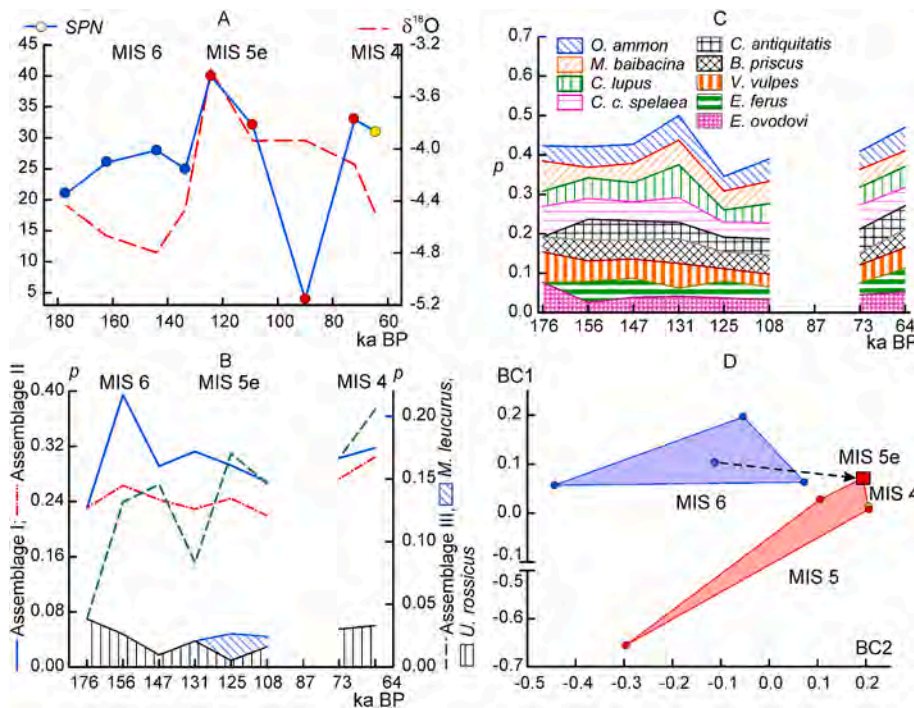 A
SPN
δ¹⁸O
MIS 6 MIS 5e MIS 4
45
40
35
30
25
20
15
10
5
-3.2
-3.6
-4.0
-4.4
-4.8
-5.2
180 160 140 120 100 80 60
ka BP
C
0.7
0.6
0.5
0.4
0.3
0.2
0.1
0.0
p
O. ammon
M. baibacina
C. lupus
C. c. spelaea
C. antiquitatis
B. priscus
V. vulpes
E. ferus
E. ovodovi
176 156 147 131 125 108 87 73 64
ka BP
B
p p
MIS 6 MIS 5e MIS 4
Assemblage I; Assemblage II
0.40
0.32
0.24
0.16
0.08
0.00
0.20
0.15
0.10
0.05
0.00
Assemblage III, M. leucurus,
U. rossicus
176 156 147 131 125 108 73 64
ka BP
D
BC1
0.2
0.1
0.0
-0.1
-0.5
-0.6
-0.7
MIS 5e
MIS 4
MIS 6
MIS 5
BC2
-0.5 -0.4 -0.3 -0.2 -0.1 0.0 0.1 0.2